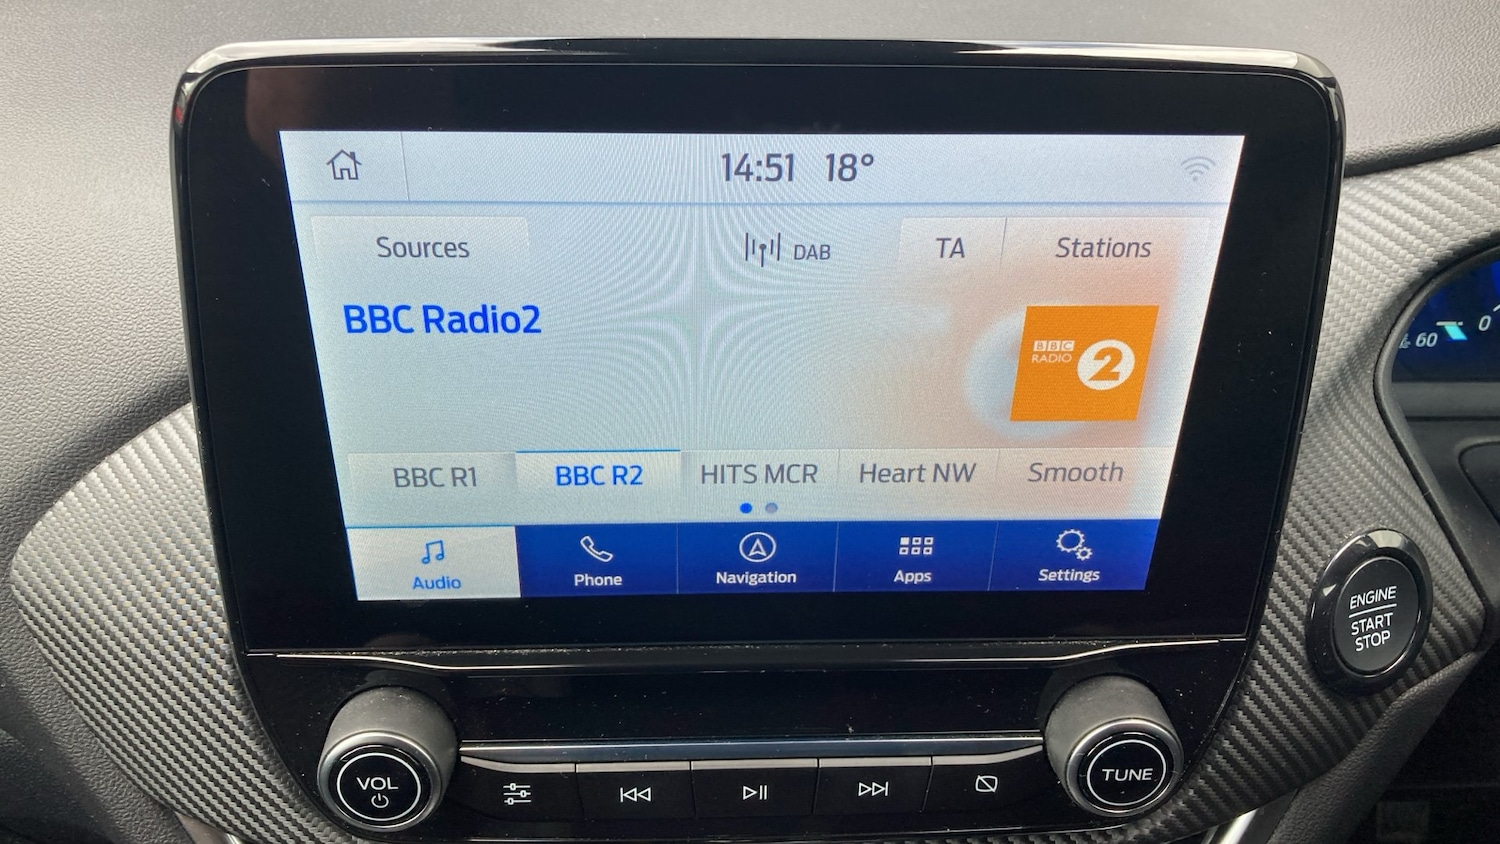 14:51 18°
Sources DAB TA Stations
BBC Radio2
BBC
RADIO 2
BBC R1 BBC R2 HITS MCR Heart NW Smooth
Audio Phone Navigation Apps Settings
60 0
ENGINE
START
STOP
VOL
TUNE